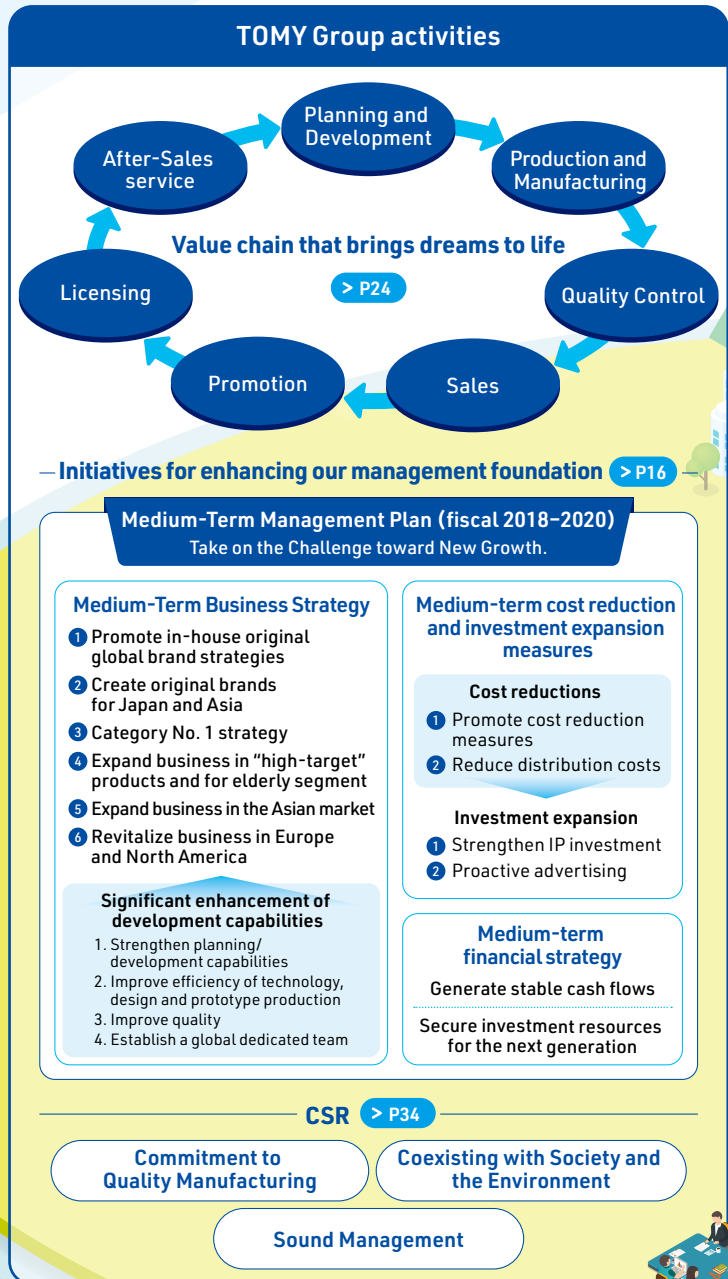 TOMY Group activities
Planning and
Development
Production and
Manufacturing
Quality Control
Sales
Promotion
Licensing
After-Sales
service
Value chain that brings dreams to life
> P24
Initiatives for enhancing our management foundation > P16
Medium-Term Management Plan (fiscal 2018–2020)
Take on the Challenge toward New Growth.
Medium-Term Business Strategy
1 Promote in-house original
global brand strategies
2 Create original brands
for Japan and Asia
3 Category No. 1 strategy
4 Expand business in “high-target”
products and for elderly segment
5 Expand business in the Asian market
6 Revitalize business in Europe
and North America
Significant enhancement of
development capabilities
1. Strengthen planning/
development capabilities
2. Improve efficiency of technology,
design and prototype production
3. Improve quality
4. Establish a global dedicated team
Medium-term cost reduction
and investment expansion
measures
Cost reductions
1 Promote cost reduction
measures
2 Reduce distribution costs
Investment expansion
1 Strengthen IP investment
2 Proactive advertising
Medium-term
financial strategy
Generate stable cash flows
Secure investment resources
for the next generation
CSR > P34
Commitment to
Quality Manufacturing
Coexisting with Society and
the Environment
Sound Management